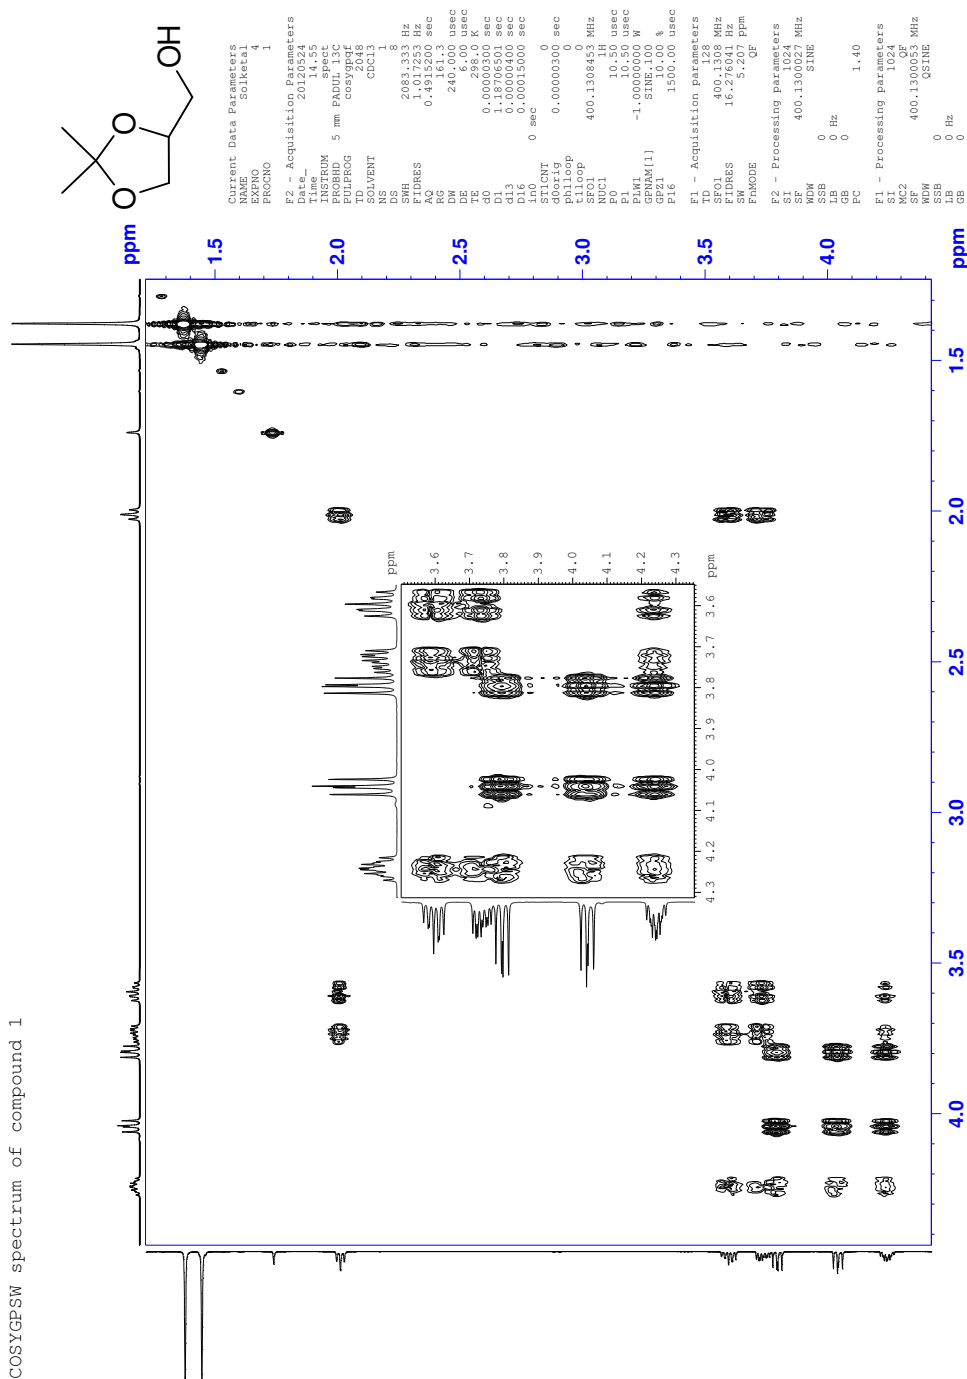 COSYGPSW spectrum of compound 1
O
O
OH
Current Data Parameters
NAME Solketal
EXPNO 4
PROCNO 1
F2 - Acquisition Parameters
Date_ 20120524
Time 14.55
INSTRUM spect
PROBHD 5 mm PADUL 13C
PULPROG cosygpqf
TD 2048
SOLVENT CDCl3
NS 1
DS 8
SWH 2083.333 Hz
FIDRES 1.017253 Hz
AQ 0.4915200 sec
RG 161.3
DW 240.000 usec
DE 6.00 usec
TE 298.0 K
d0 0.00000300 sec
D1 1.18706501 sec
d13 0.00000400 sec
D16 0.00015000 sec
in0 0 sec
ST1CNT 0
d0orig 0.00000300 sec
phlloop 0
t1loop 0
SFO1 400.1308453 MHz
NUC1 1H
P0 10.50 usec
P1 10.50 usec
PLW1 -1.00000000 W
GPNAM[1] SINE.100
GPZ1 10.00 %
P16 1500.00 usec
F1 - Acquisition parameters
TD 128
SFO1 400.1308 MHz
FIDRES 16.276041 Hz
SW 5.207 ppm
FnMODE QF
F2 - Processing parameters
SI 1024
SF 400.1300027 MHz
WDW SINE
SSB 0
LB 0 Hz
GB 0
PC 1.40
F1 - Processing parameters
SI 1024
MC2 QF
SF 400.1300053 MHz
WDW QSINE
SSB 0
LB 0 Hz
GB 0
ppm
1.5
2.0
2.5
3.0
3.5
4.0
ppm
ppm
3.6
3.7
3.8
3.9
4.0
4.1
4.2
4.3
ppm
4.3 4.2 4.1 4.0 3.9 3.8 3.7 3.6
4.0 3.5 3.0 2.5 2.0 1.5